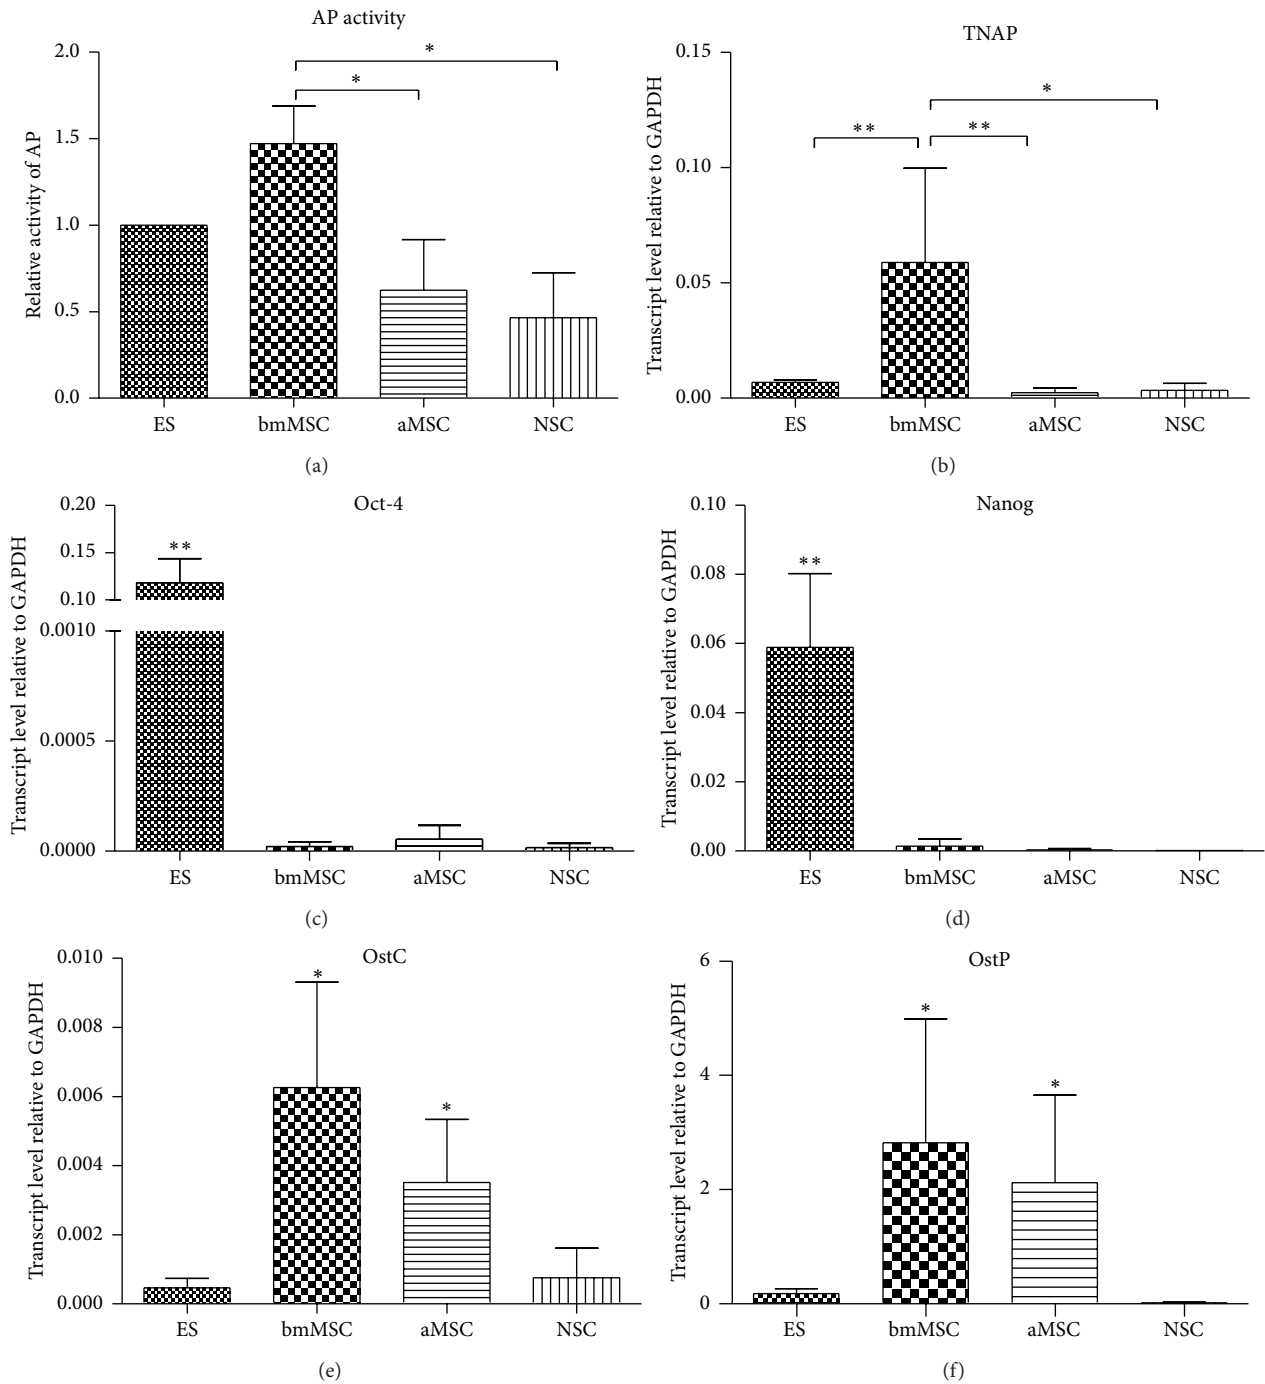 AP activity
Relative activity of AP
2.0
1.5
1.0
0.5
0.0
*
*
ES bmMSC aMSC NSC
(a)
TNAP
Transcript level relative to GAPDH
0.15
0.10
0.05
0.00
*
** **
ES bmMSC aMSC NSC
(b)
Oct-4
Transcript level relative to GAPDH
0.20
0.15
0.10
0.0010
0.0005
0.0000
**
ES bmMSC aMSC NSC
(c)
Nanog
Transcript level relative to GAPDH
0.10
0.08
0.06
0.04
0.02
0.00
**
ES bmMSC aMSC NSC
(d)
OstC
Transcript level relative to GAPDH
0.010
0.008
0.006
0.004
0.002
0.000
*
*
ES bmMSC aMSC NSC
(e)
OstP
Transcript level relative to GAPDH
6
4
2
0
*
*
ES bmMSC aMSC NSC
(f)